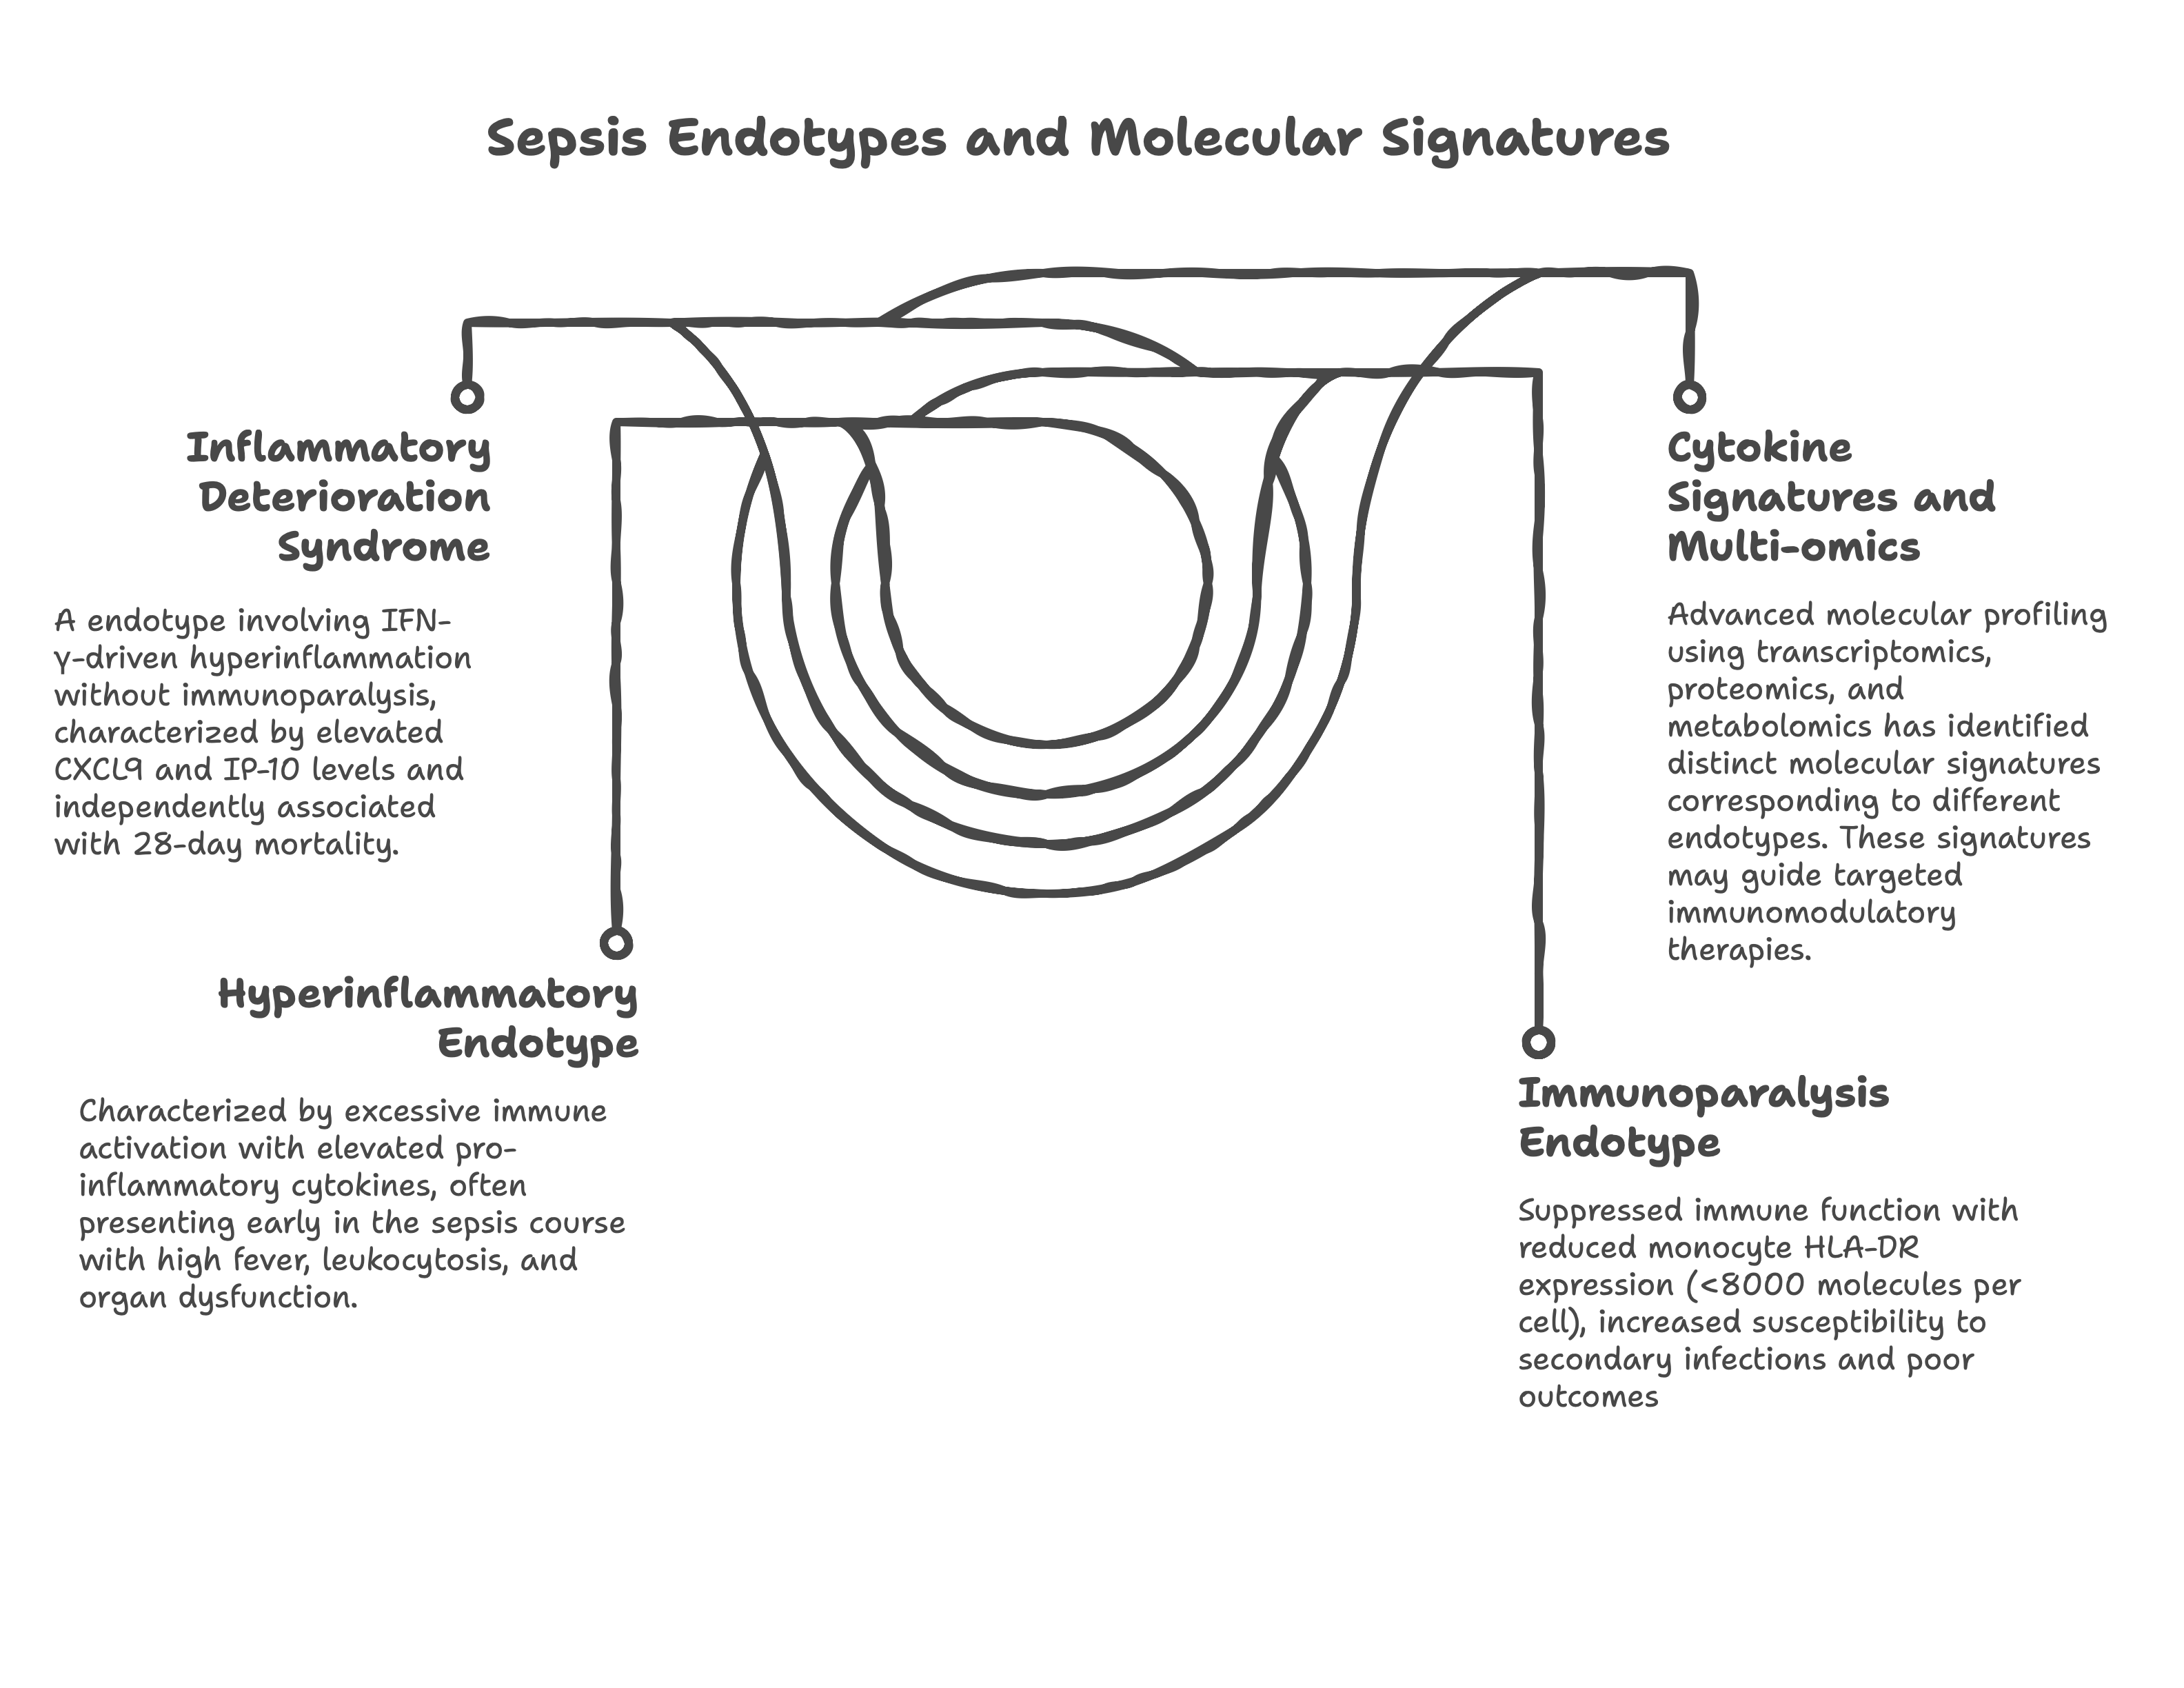 Sepsis Endotypes and Molecular Signatures
Inflammatory
Deterioration
Syndrome
A endotype involving IFN-
γ-driven hyperinflammation
without immunoparalysis,
characterized by elevated
CXCL9 and IP-10 levels and
independently associated
with 28-day mortality.
Cytokine
Signatures and
Multi-omics
Advanced molecular profiling
using transcriptomics,
proteomics, and
metabolomics has identified
distinct molecular signatures
corresponding to different
endotypes. These signatures
may guide targeted
immunomodulatory
therapies.
Hyperinflammatory
Endotype
Characterized by excessive immune
activation with elevated pro-
inflammatory cytokines, often
presenting early in the sepsis course
with high fever, leukocytosis, and
organ dysfunction.
Immunoparalysis
Endotype
Suppressed immune function with
reduced monocyte HLA-DR
expression (<8000 molecules per
cell), increased susceptibility to
secondary infections and poor
outcomes